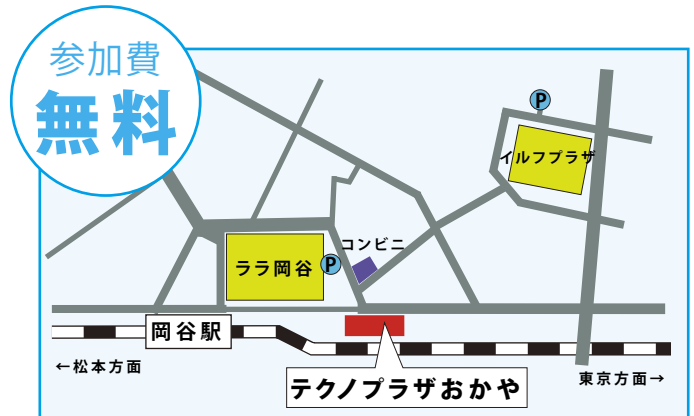 参加費
無料
P
イルフプラザ
コンビニ
ララ岡谷
P
岡谷駅
←松本方面
テクノプラザおかや
東京方面→